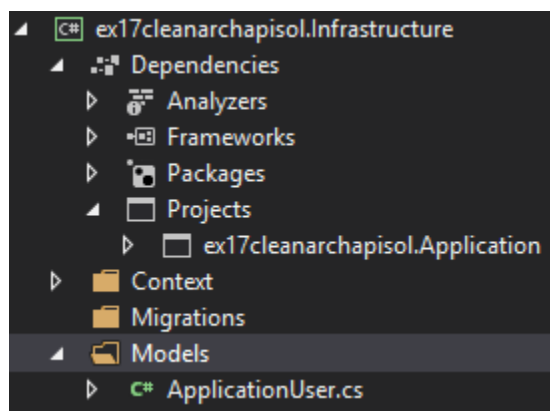 C# ex17cleanarchapisol.Infrastructure
Dependencies
Analyzers
Frameworks
Packages
Projects
ex17cleanarchapisol.Application
Context
Migrations
Models
C# ApplicationUser.cs